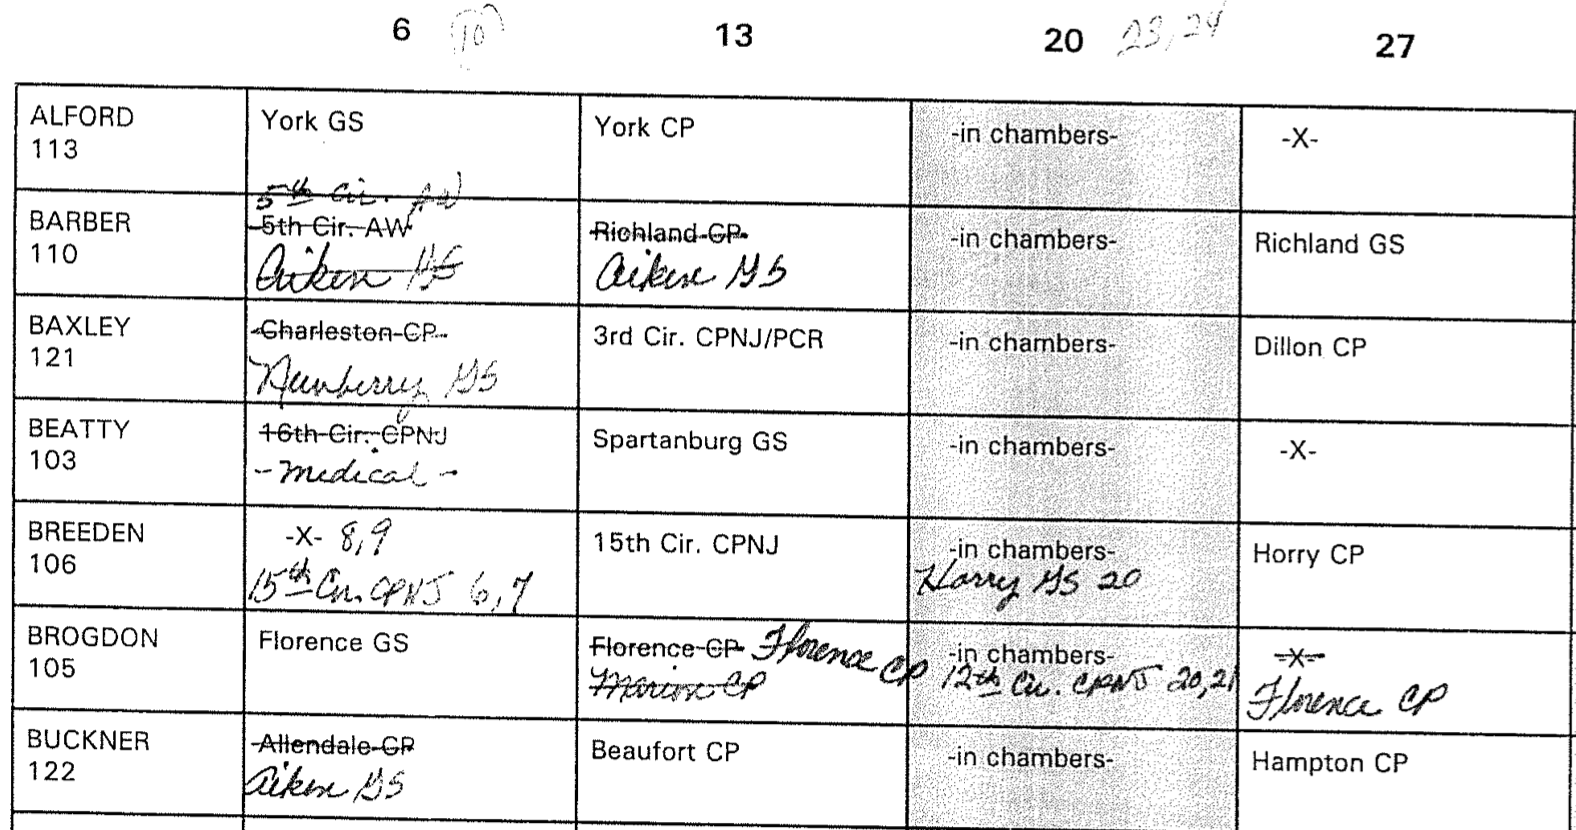 6 10 13 20 23, 24 27
ALFORD York GS York CP -in chambers- -X-
113
5th Cir. AW
BARBER 5th Cir. AW Richland CP -in chambers- Richland GS
110 Aiken GS Aiken GS
BAXLEY Charleston CP 3rd Cir. CPNJ/PCR -in chambers- Dillon CP
121 Newberry GS
BEATTY 16th Cir. CPNJ Spartanburg GS -in chambers- -X-
103 -medical-
BREEDEN -X- 8,9 15th Cir. CPNJ -in chambers- Horry CP
106 15th Cir. CPNJ 6,7 Horry GS 20
BROGDON Florence GS Florence CP Florence CP -in chambers- -X-
105 Marion CP 12th Cir. CPNJ 20,21 Florence CP
BUCKNER Allendale CP Beaufort CP -in chambers- Hampton CP
122 Aiken GS